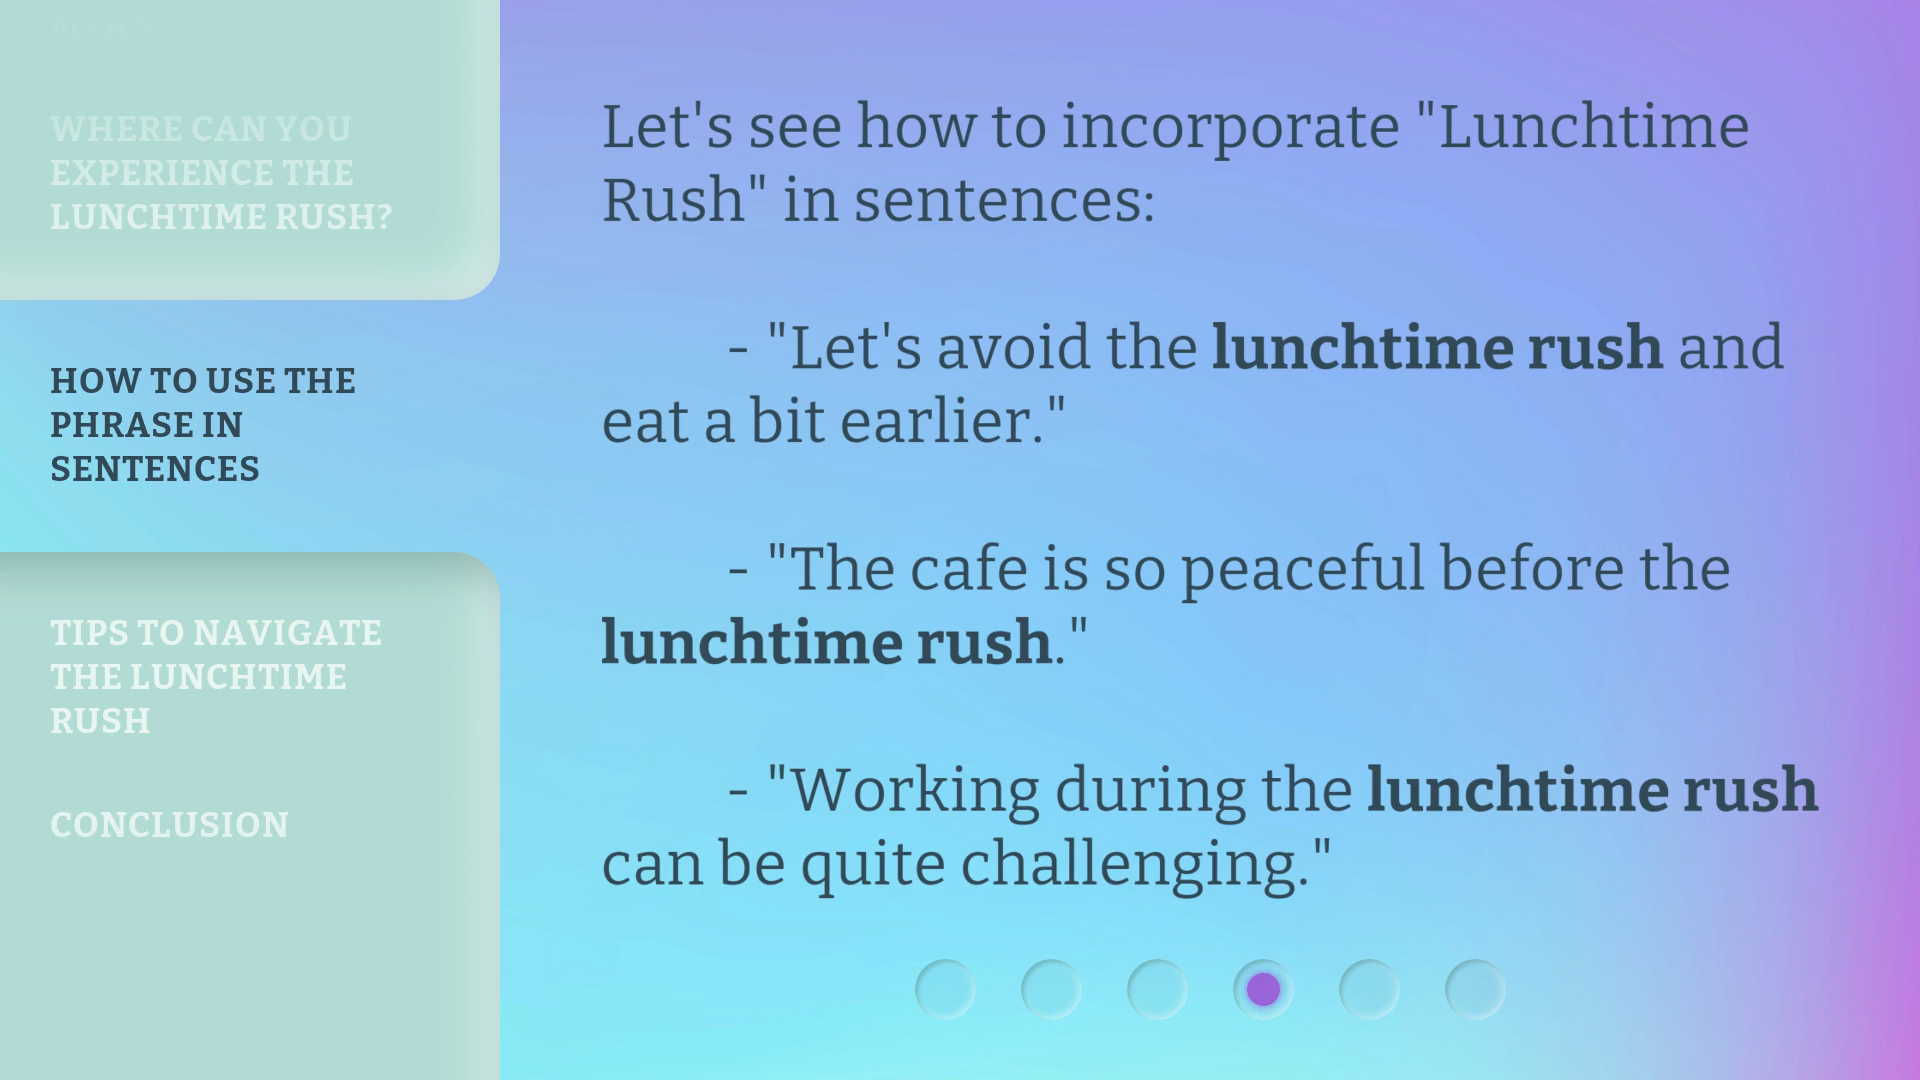 WHERE CAN YOU
EXPERIENCE THE
LUNCHTIME RUSH?
HOW TO USE THE
PHRASE IN
SENTENCES
TIPS TO NAVIGATE
THE LUNCHTIME
RUSH
CONCLUSION
Let's see how to incorporate "Lunchtime
Rush" in sentences:
- "Let's avoid the lunchtime rush and
eat a bit earlier."
- "The cafe is so peaceful before the
lunchtime rush."
- "Working during the lunchtime rush
can be quite challenging."